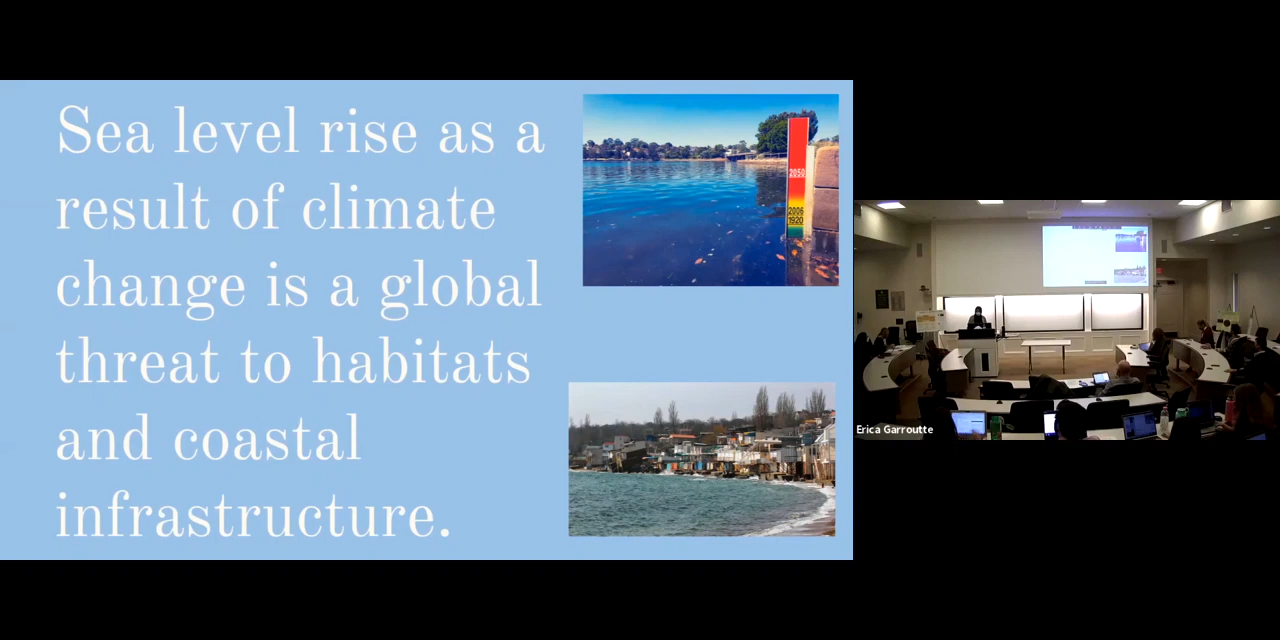 Sea level rise as a
result of climate
change is a global
threat to habitats
and coastal
infrastructure.
2050
2006
1920
Erica Garroutte